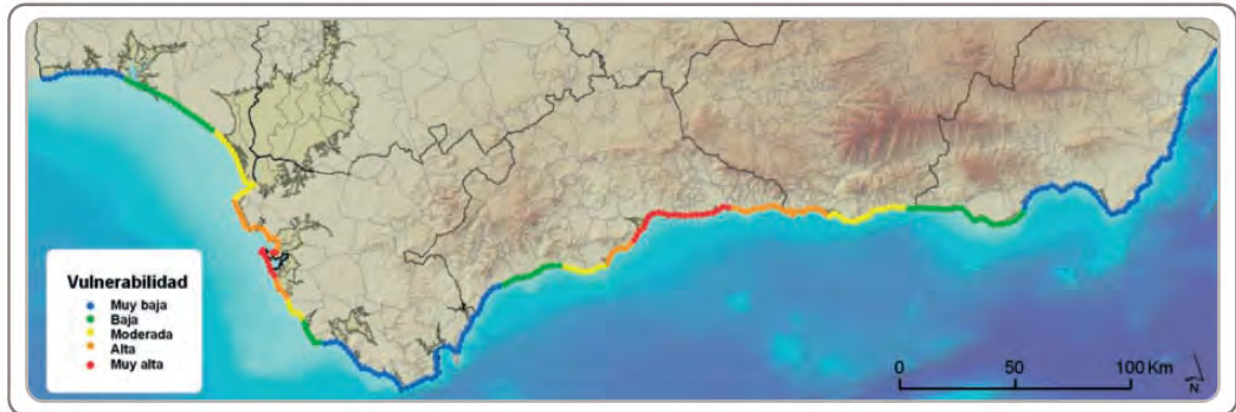 Vulnerabilidad
Muy baja
Baja
Moderada
Alta
Muy alta
0 50 100 Km
N